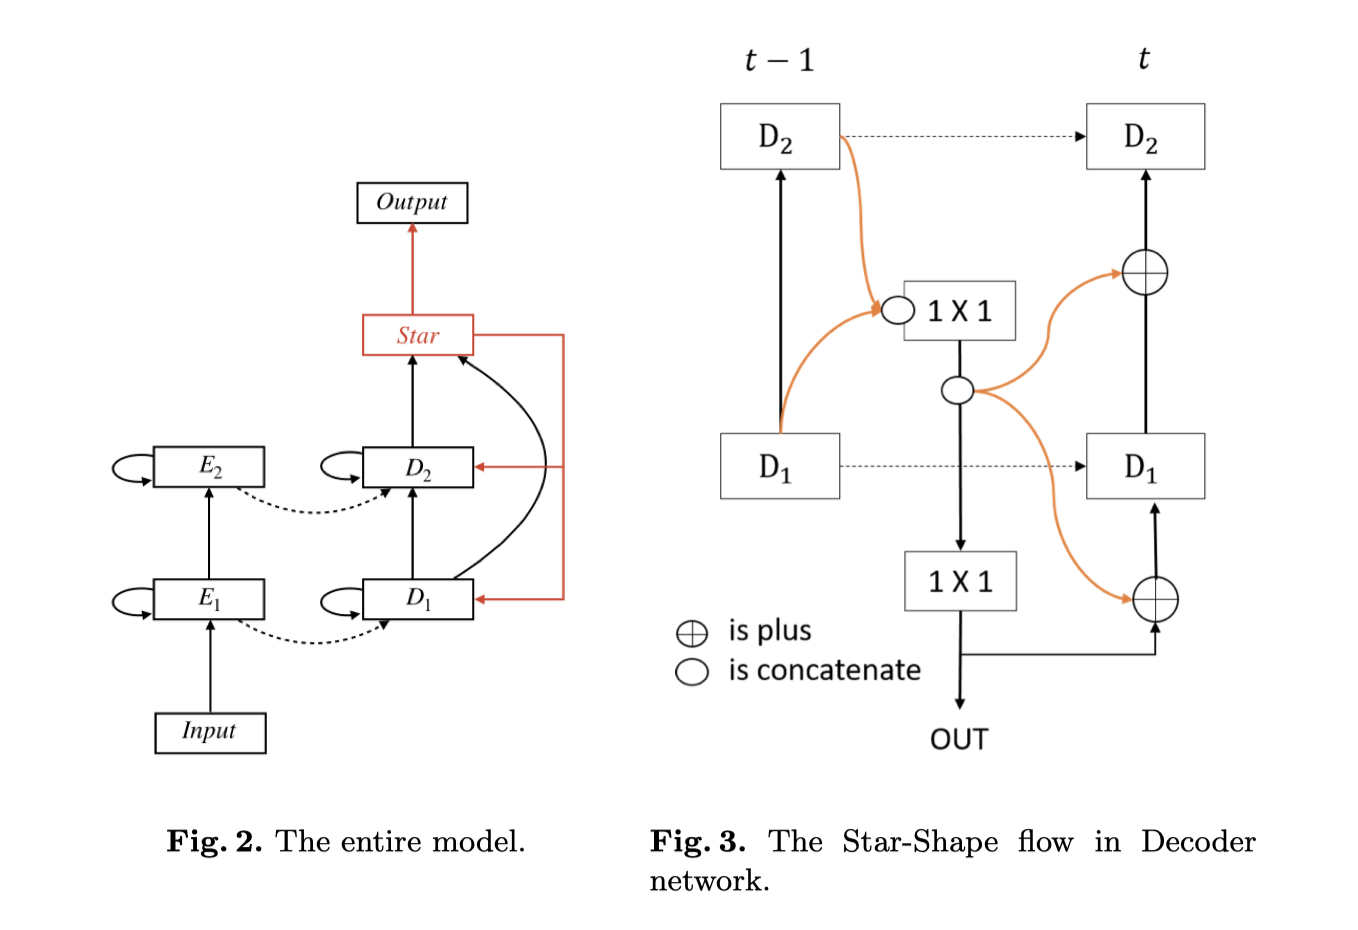 Output
Star
E2
D2
E1
D1
Input
Fig. 2. The entire model.
t − 1
t
D2
D2
1 X 1
D1
D1
1 X 1
is plus
is concatenate
OUT
Fig. 3. The Star-Shape flow in Decoder
network.